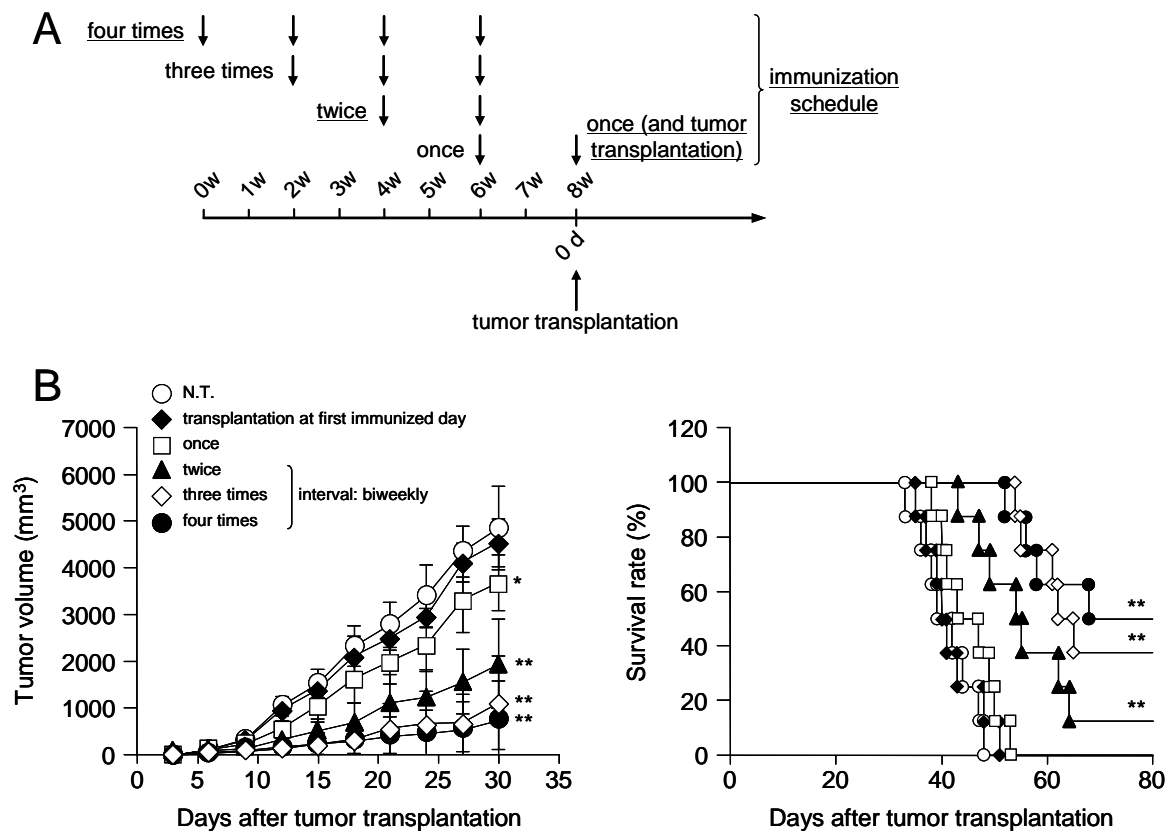 A
four times
three times
twice
once
once (and tumor
transplantation)
immunization
schedule
0w
1w
2w
3w
4w
5w
6w
7w
8w
0 d
tumor transplantation
B
N.T.
transplantation at first immunized day
once
twice
three times
four times
interval: biweekly
Tumor volume (mm³)
7000
6000
5000
4000
3000
2000
1000
0
*
**
**
**
0 5 10 15 20 25 30 35
Days after tumor transplantation
Survival rate (%)
120
100
80
60
40
20
0
**
**
**
0 20 40 60 80
Days after tumor transplantation